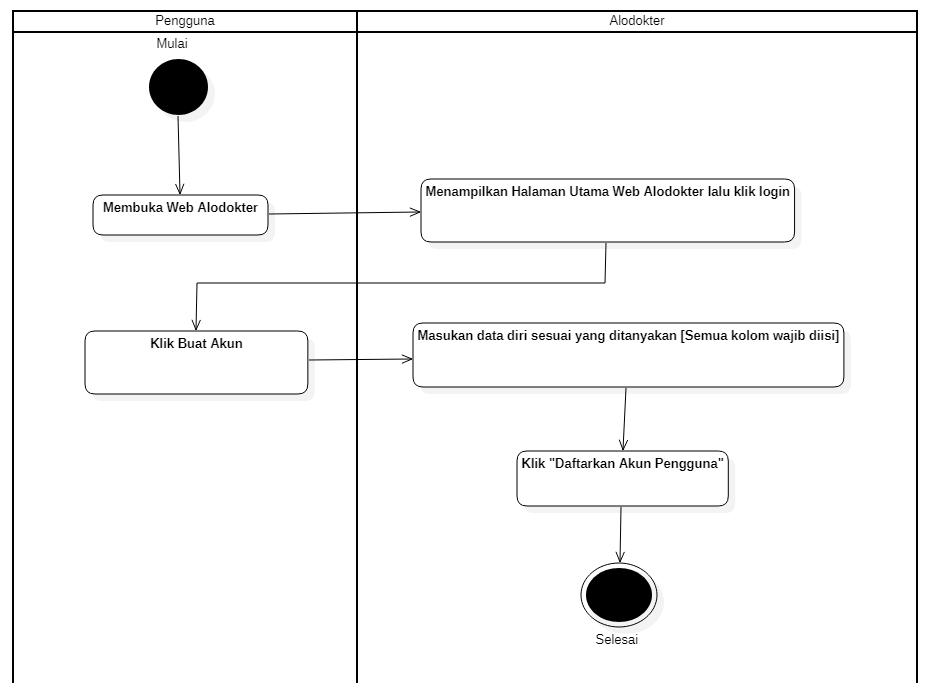 Pengguna
Alodokter
Mulai
Membuka Web Alodokter
Menampilkan Halaman Utama Web Alodokter lalu klik login
Klik Buat Akun
Masukan data diri sesuai yang ditanyakan [Semua kolom wajib diisi]
Klik "Daftarkan Akun Pengguna"
Selesai